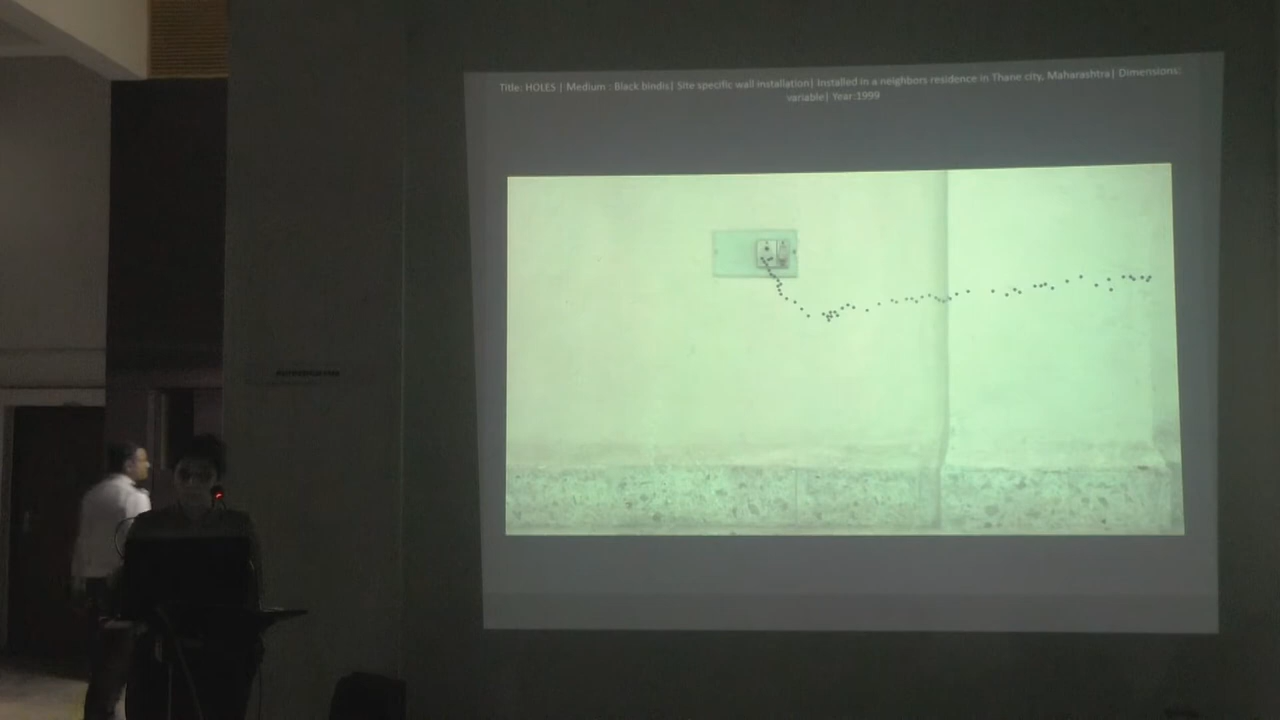 Title: HOLES | Medium : Black bindis| Site specific wall installation| Installed in a neighbors residence in Thane city, Maharashtra| Dimensions:
variable| Year:1999